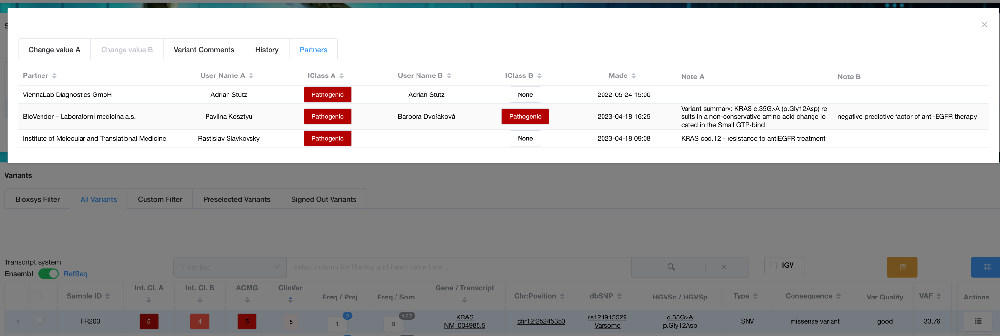 S
Change value A
Change value B
Variant Comments
History
Partners
Partner
User Name A
IClass A
User Name B
IClass B
Made
Note A
Note B
ViennaLab Diagnostics GmbH
Adrian Stütz
Pathogenic
Adrian Stütz
None
2022-05-24 15:00
BioVendor – Laboratorní medicína a.s.
Pavlína Kosztyu
Pathogenic
Barbora Dvořáková
Pathogenic
2023-04-18 16:25
Variant summary: KRAS c.35G>A (p.Gly12Asp) re
sults in a non-conservative amino acid change lo
cated in the Small GTP-bind
negative predictive factor of anti-EGFR therapy
Institute of Molecular and Translational Medicine
Rastislav Slavkovsky
Pathogenic
None
2023-04-18 09:08
KRAS cod.12 - resistance to antiEGFR treatment
Variants
Bioxsys Filter
All Variants
Custom Filter
Preselected Variants
Signed Out Variants
Transcript system:
Ensembl
RefSeq
Filter by:
select column for filtering and insert value here ...
IGV
Sample ID
Int. Cl. A
Int. Cl. B
ACMG
ClinVar
Freq / Proj
Freq / Som
Gene / Transcript
Chr:Position
dbSNP
HGVSc / HGVSp
Type
Consequence
Var Quality
VAF
Actions
FR200
5
4
5
5
1
2
9
157
KRAS
NM_004985.5
chr12:25245350
rs121913529
Varsome
c.35G>A
p.Gly12Asp
SNV
missense variant
good
33.76